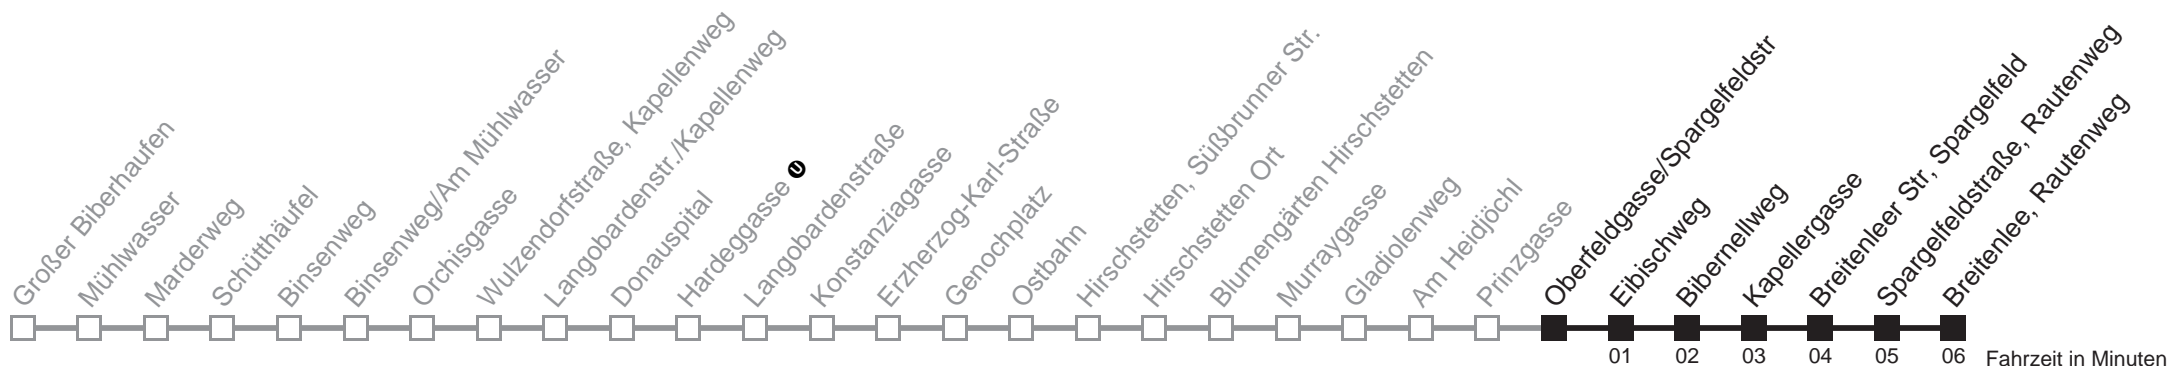 Großer Biberhaufen
Mühlwasser
Marderweg
Schütthäufel
Binsenweg
Binsenweg/Am Mühlwasser
Orchisgasse
Wulzendorfstraße, Kapellenweg
Langobardenstr./Kapellenweg
Donauspital
Hardeggasse U
Langobardenstraße
Konstanziagasse
Erzherzog-Karl-Straße
Genochplatz
Ostbahn
Hirschstetten, Süßbrunner Str.
Hirschstetten Ort
Blumengärten Hirschstetten
Murraygasse
Gladiolenweg
Am Heidjöchl
Prinzgasse
Oberfeldgasse/Spargelfeldstr
Eibischweg
Bibernellweg
Kapellergasse
Breitenleer Str, Spargelfeld
Spargelfeldstraße, Rautenweg
Breitenlee, Rautenweg
01 02 03 04 05 06 Fahrzeit in Minuten